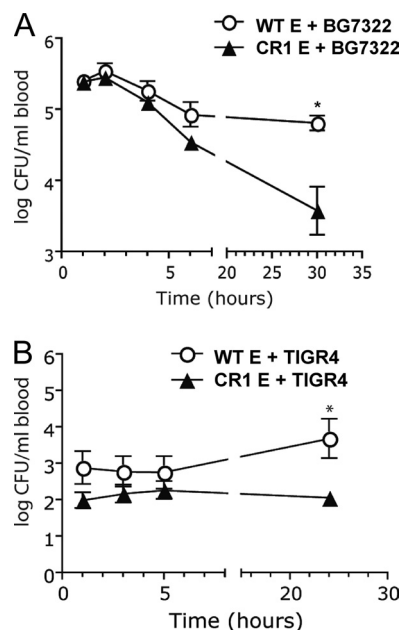 A
WT E + BG7322
CR1 E + BG7322
6
5
4
3
*
log CFU/ml blood
0 5 20 25 30 35
Time (hours)
B
WT E + TIGR4
CR1 E + TIGR4
6
5
4
3
2
1
0
*
log CFU/ml blood
0 5 20 30
Time (hours)